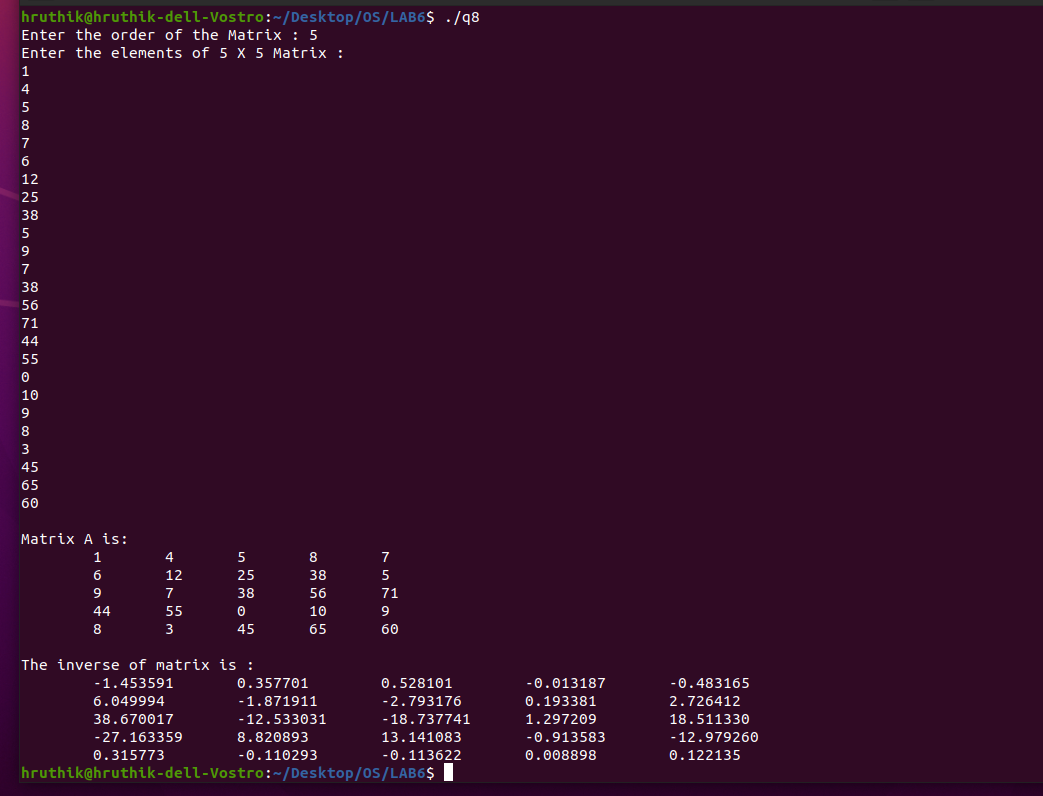 hruthik@hruthik-dell-Vostro:~/Desktop/OS/LAB6$ ./q8
Enter the order of the Matrix : 5
Enter the elements of 5 X 5 Matrix :
1
4
5
8
7
6
12
25
38
5
9
7
38
56
71
44
55
0
10
9
8
3
45
65
60
Matrix A is:
1 4 5 8 7
6 12 25 38 5
9 7 38 56 71
44 55 0 10 9
8 3 45 65 60
The inverse of matrix is :
-1.453591 0.357701 0.528101 -0.013187 -0.483165
6.049994 -1.871911 -2.793176 0.193381 2.726412
38.670017 -12.533031 -18.737741 1.297209 18.511330
-27.163359 8.820893 13.141083 -0.913583 -12.979260
0.315773 -0.110293 -0.113622 0.008898 0.122135
hruthik@hruthik-dell-Vostro:~/Desktop/OS/LAB6$